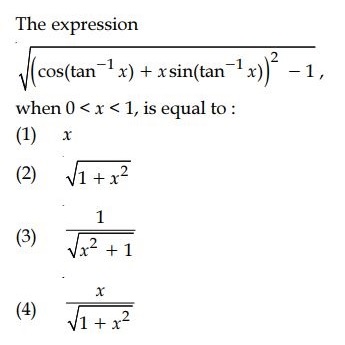 The expression
√((cos(tan⁻¹ x) + x sin(tan⁻¹ x))² − 1) ,
when 0 < x < 1, is equal to :
(1) x
(2) √(1 + x²)
(3) 1/√(x² + 1)
(4) x/√(1 + x²)